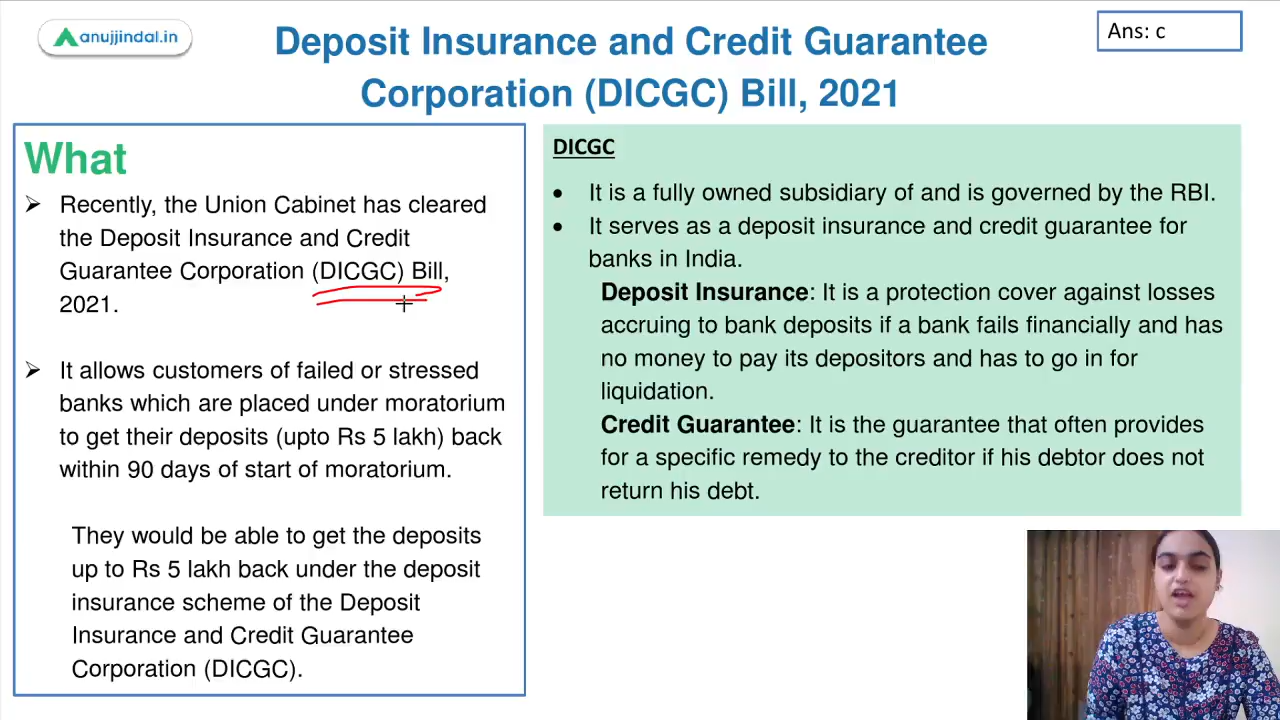 anujjindal.in
Deposit Insurance and Credit Guarantee
Corporation (DICGC) Bill, 2021
Ans: c
What
➢ Recently, the Union Cabinet has cleared
the Deposit Insurance and Credit
Guarantee Corporation (DICGC) Bill,
2021.
➢ It allows customers of failed or stressed
banks which are placed under moratorium
to get their deposits (upto Rs 5 lakh) back
within 90 days of start of moratorium.
They would be able to get the deposits
up to Rs 5 lakh back under the deposit
insurance scheme of the Deposit
Insurance and Credit Guarantee
Corporation (DICGC).
DICGC
• It is a fully owned subsidiary of and is governed by the RBI.
• It serves as a deposit insurance and credit guarantee for
banks in India.
Deposit Insurance: It is a protection cover against losses
accruing to bank deposits if a bank fails financially and has
no money to pay its depositors and has to go in for
liquidation.
Credit Guarantee: It is the guarantee that often provides
for a specific remedy to the creditor if his debtor does not
return his debt.